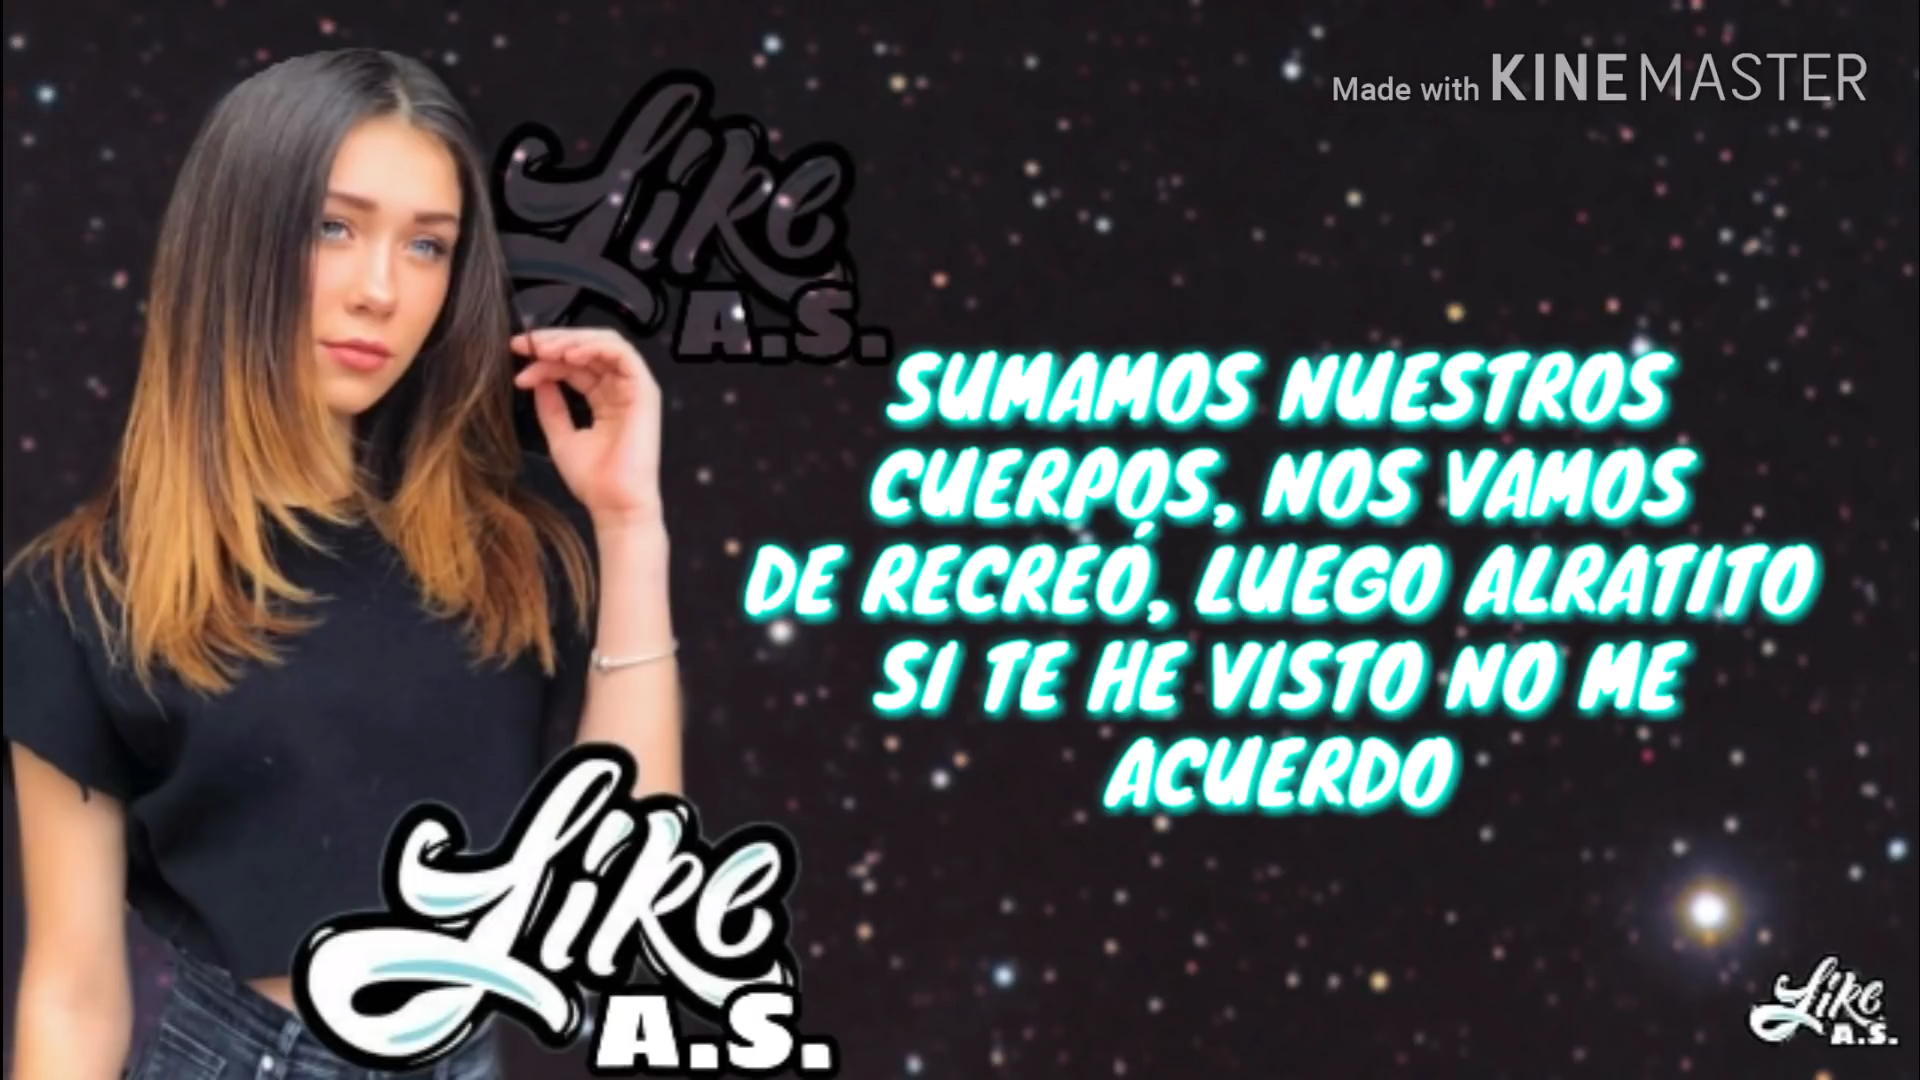 Made with KINEMASTER
Like
A.S.
SUMAMOS NUESTROS
CUERPOS, NOS VAMOS
DE RECREÓ, LUEGO ALRATITO
SI TE HE VISTO NO ME
ACUERDO
Like
A.S.
Like
A.S.